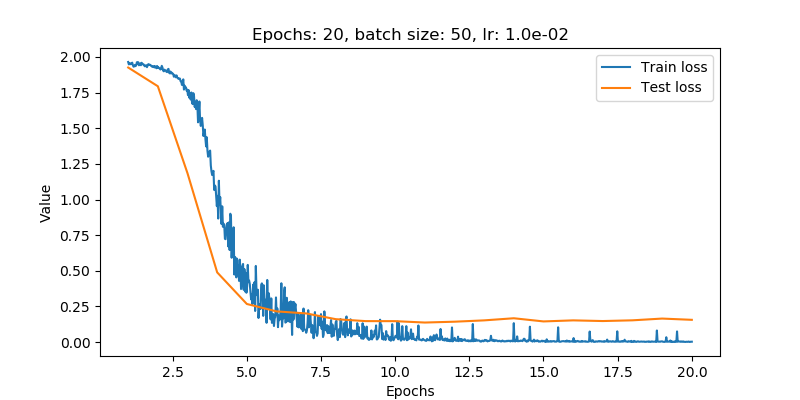 Epochs: 20, batch size: 50, lr: 1.0e-02
Train loss
Test loss
2.00
1.75
1.50
1.25
1.00
0.75
0.50
0.25
0.00
Value
2.5 5.0 7.5 10.0 12.5 15.0 17.5 20.0
Epochs